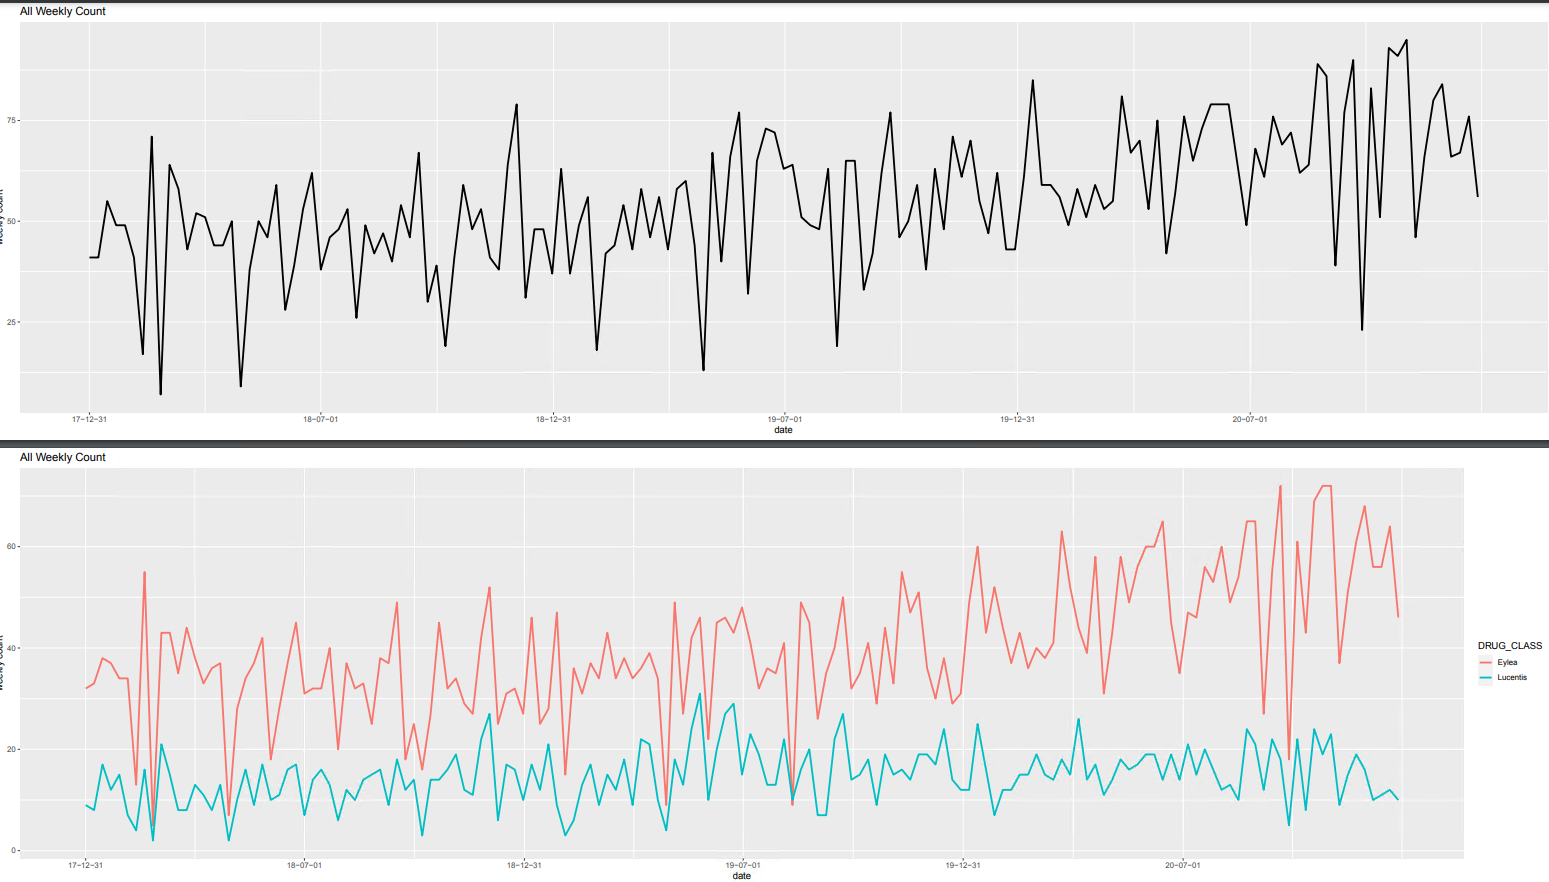 All Weekly Count
75
50
25
17-12-31 18-07-01 18-12-31 19-07-01 19-12-31 20-07-01
date
All Weekly Count
60
40
20
0
17-12-31 18-07-01 18-12-31 19-07-01 19-12-31 20-07-01
date
DRUG_CLASS
Eylea
Lucentis